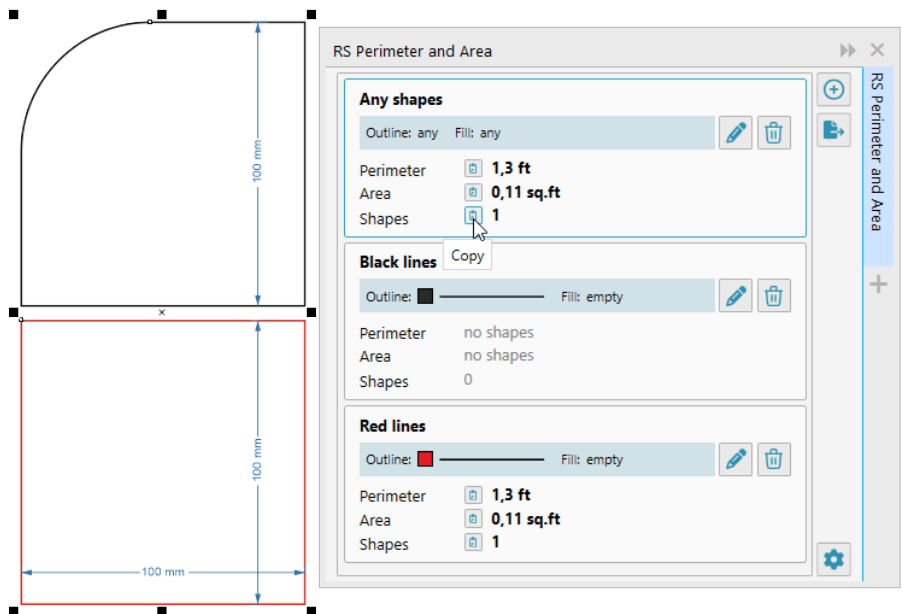 RS Perimeter and Area
Any shapes
Outline: any Fill: any
Perimeter 1,3 ft
Area 0,11 sq.ft
Shapes 1
Copy
Black lines
Outline: Fill: empty
Perimeter no shapes
Area no shapes
Shapes 0
Red lines
Outline: Fill: empty
Perimeter 1,3 ft
Area 0,11 sq.ft
Shapes 1
RS Perimeter and Area
100 mm
100 mm
100 mm